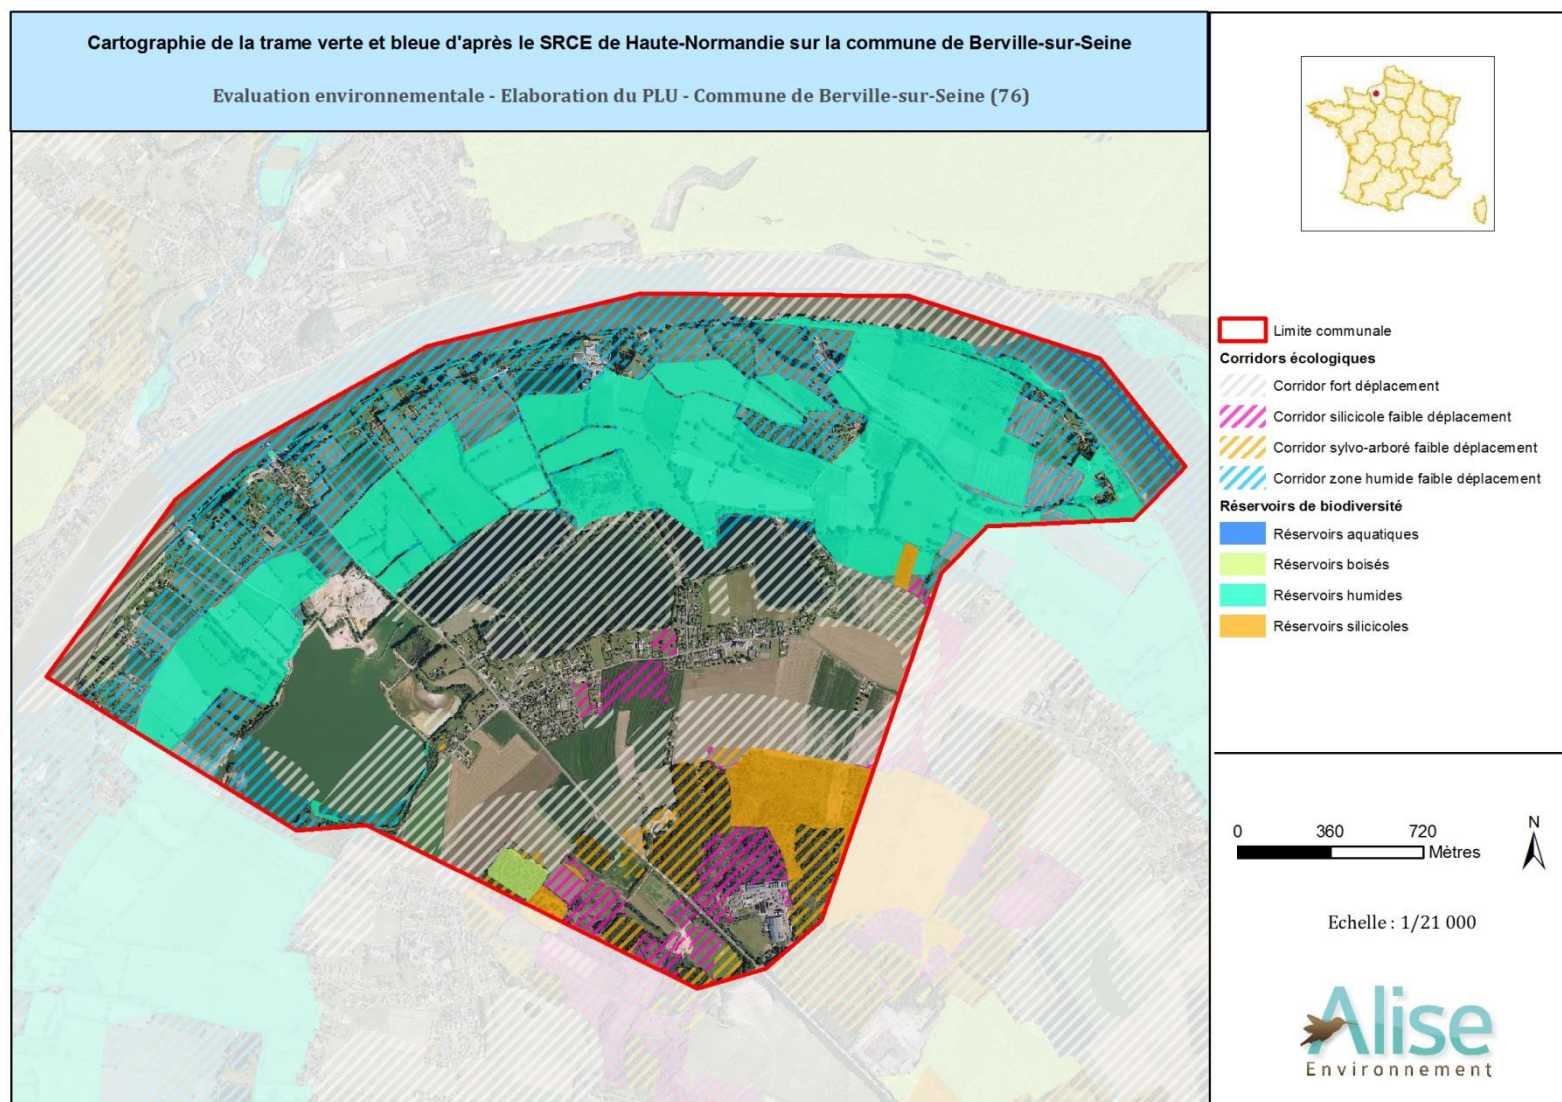 Cartographie de la trame verte et bleue d'après le SRCE de Haute-Normandie sur la commune de Berville-sur-Seine
Evaluation environnementale - Elaboration du PLU - Commune de Berville-sur-Seine (76)
Limite communale
Corridors écologiques
Corridor fort déplacement
Corridor silicicole faible déplacement
Corridor sylvo-arboré faible déplacement
Corridor zone humide faible déplacement
Réservoirs de biodiversité
Réservoirs aquatiques
Réservoirs boisés
Réservoirs humides
Réservoirs silicicoles
0 360 720
Mètres
N
Echelle : 1/21 000
Alise
Environnement